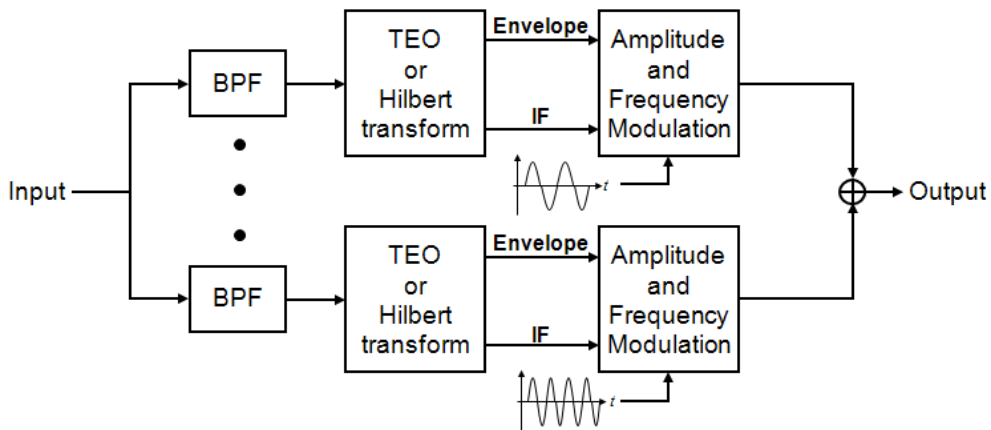 Input
BPF
TEO
or
Hilbert
transform
Envelope
IF
t
Amplitude
and
Frequency
Modulation
BPF
TEO
or
Hilbert
transform
Envelope
IF
t
Amplitude
and
Frequency
Modulation
Output